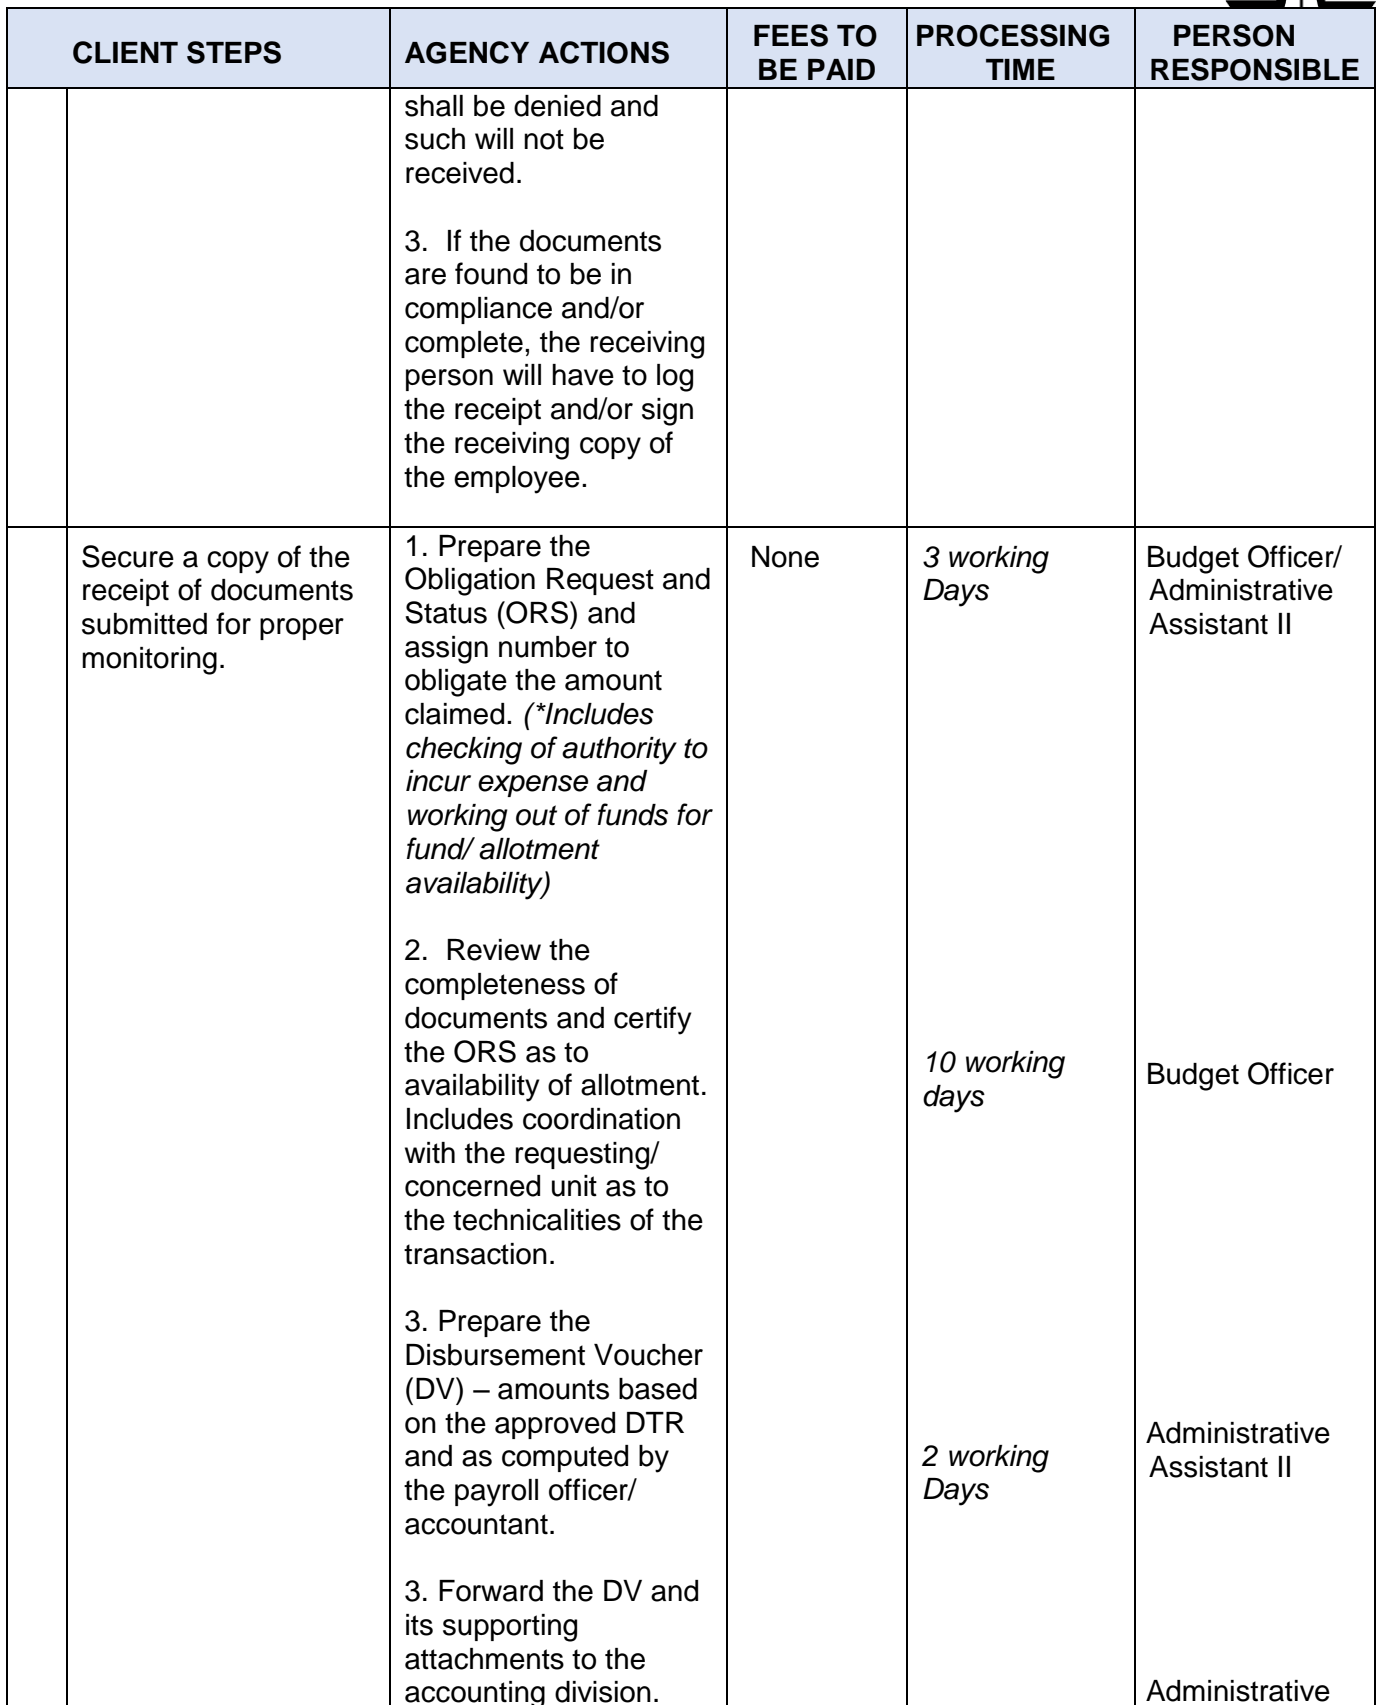 CLIENT STEPS
AGENCY ACTIONS
FEES TO
BE PAID
PROCESSING
TIME
PERSON
RESPONSIBLE
shall be denied and
such will not be
received.
3.  If the documents
are found to be in
compliance and/or
complete, the receiving
person will have to log
the receipt and/or sign
the receiving copy of
the employee.
Secure a copy of the
receipt of documents
submitted for proper
monitoring.
1. Prepare the
Obligation Request and
Status (ORS) and
assign number to
obligate the amount
claimed. (*Includes
checking of authority to
incur expense and
working out of funds for
fund/ allotment
availability)
None
3 working
Days
Budget Officer/
Administrative
Assistant II
2.  Review the
completeness of
documents and certify
the ORS as to
availability of allotment.
Includes coordination
with the requesting/
concerned unit as to
the technicalities of the
transaction.
10 working
days
Budget Officer
3. Prepare the
Disbursement Voucher
(DV) – amounts based
on the approved DTR
and as computed by
the payroll officer/
accountant.
2 working
Days
Administrative
Assistant II
3. Forward the DV and
its supporting
attachments to the
accounting division.
Administrative